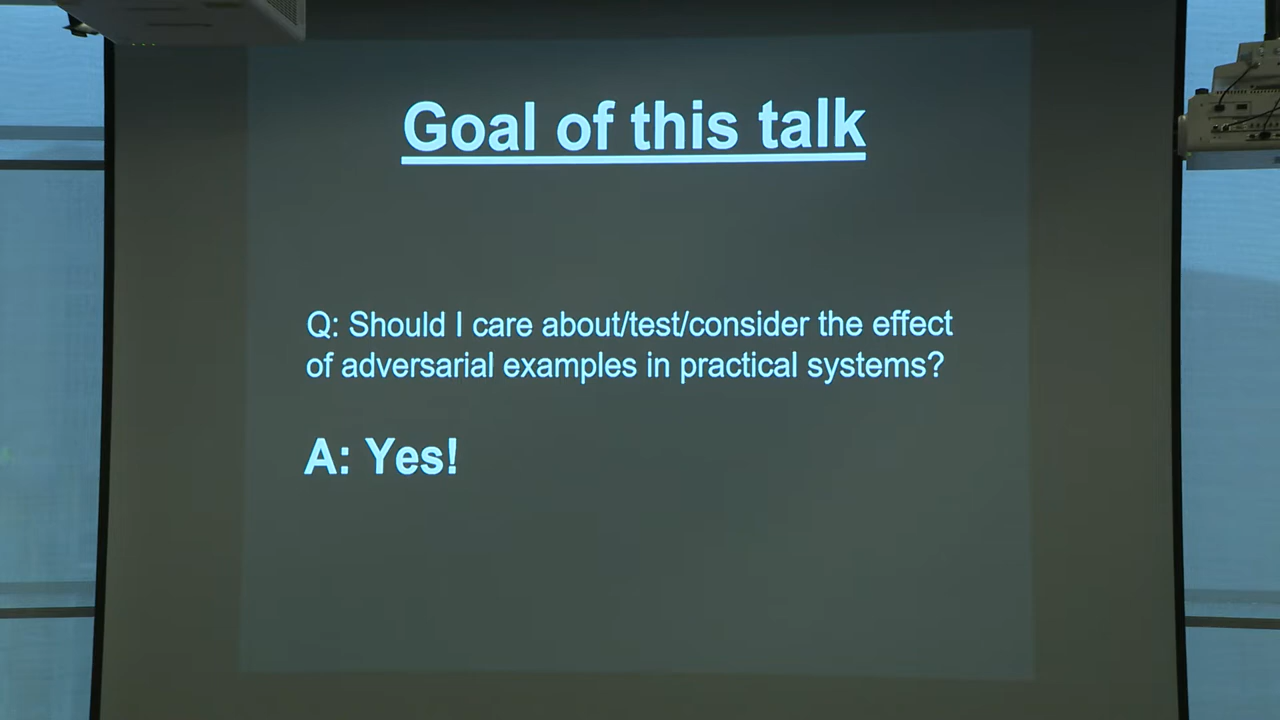 Goal of this talk
Q: Should I care about/test/consider the effect
of adversarial examples in practical systems?
A: Yes!